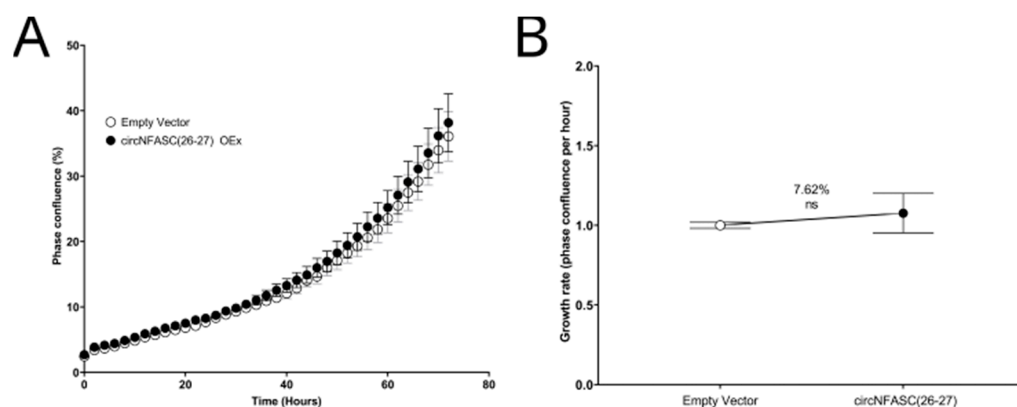 A
50
40
30
20
10
0
Phase confluence (%)
Empty Vector
circNFASC(26-27) OEx
0
20
40
60
80
Time (Hours)
B
2.0
1.5
1.0
0.5
0.0
Growth rate (phase confluence per hour)
7.62%
ns
Empty Vector
circNFASC(26-27)